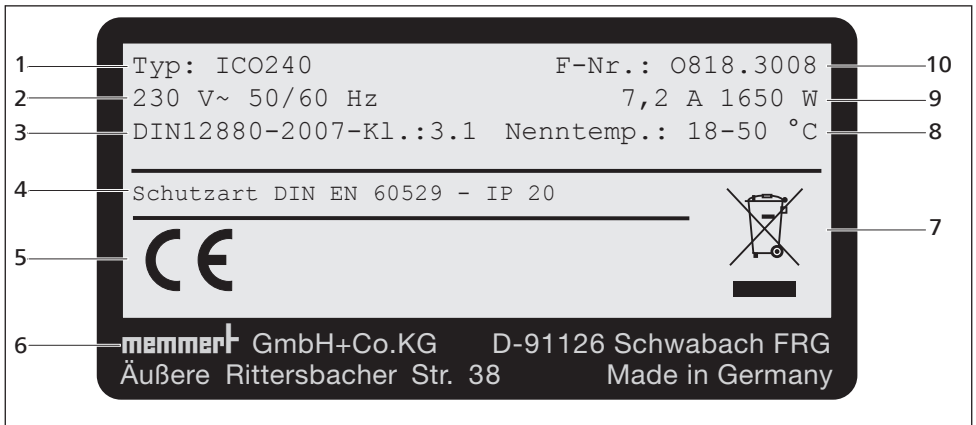 1 Typ: ICO240 F-Nr.: O818.3008 10
2 230 V~ 50/60 Hz 7,2 A 1650 W 9
3 DIN12880-2007-Kl.:3.1 Nenntemp.: 18-50 °C 8
4 Schutzart DIN EN 60529 - IP 20
7
5 CE
6 memmert GmbH+Co.KG D-91126 Schwabach FRG
Äußere Rittersbacher Str. 38 Made in Germany